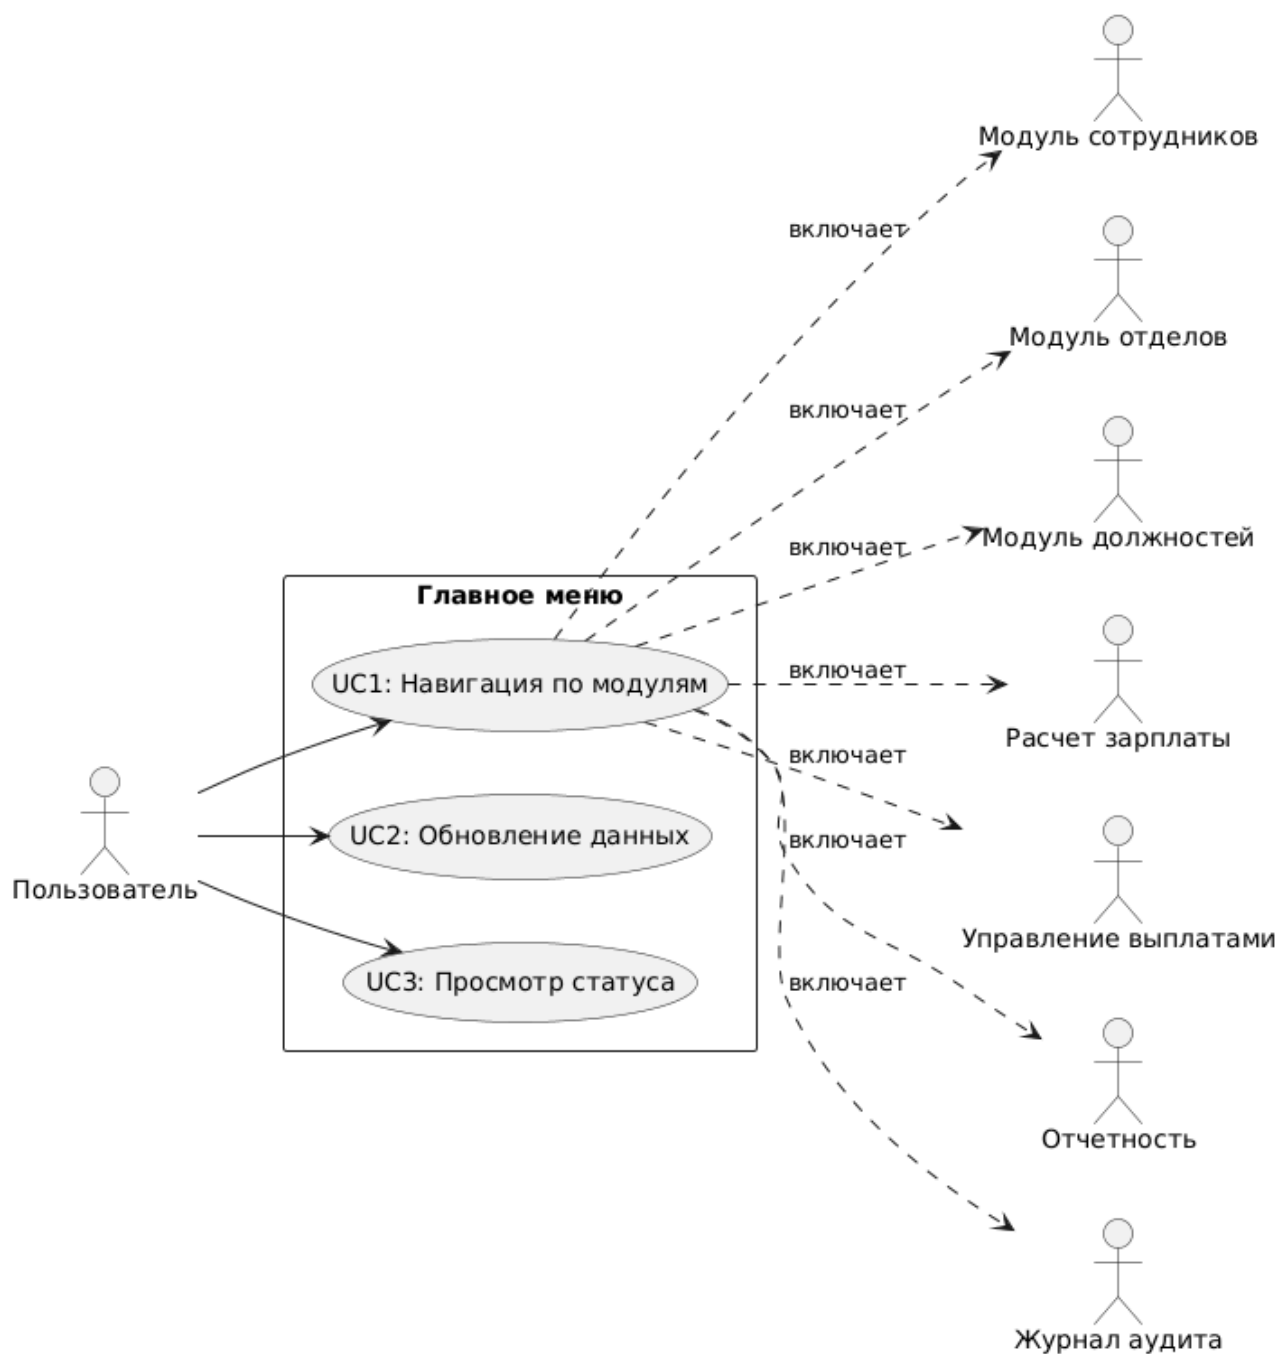 Модуль сотрудников
включает
Модуль отделов
включает
Модуль должностей
включает
Главное меню
UC1: Навигация по модулям
включает
Расчет зарплаты
включает
UC2: Обновление данных
включает
Пользователь
Управление выплатами
UC3: Просмотр статуса
включает
Отчетность
Журнал аудита